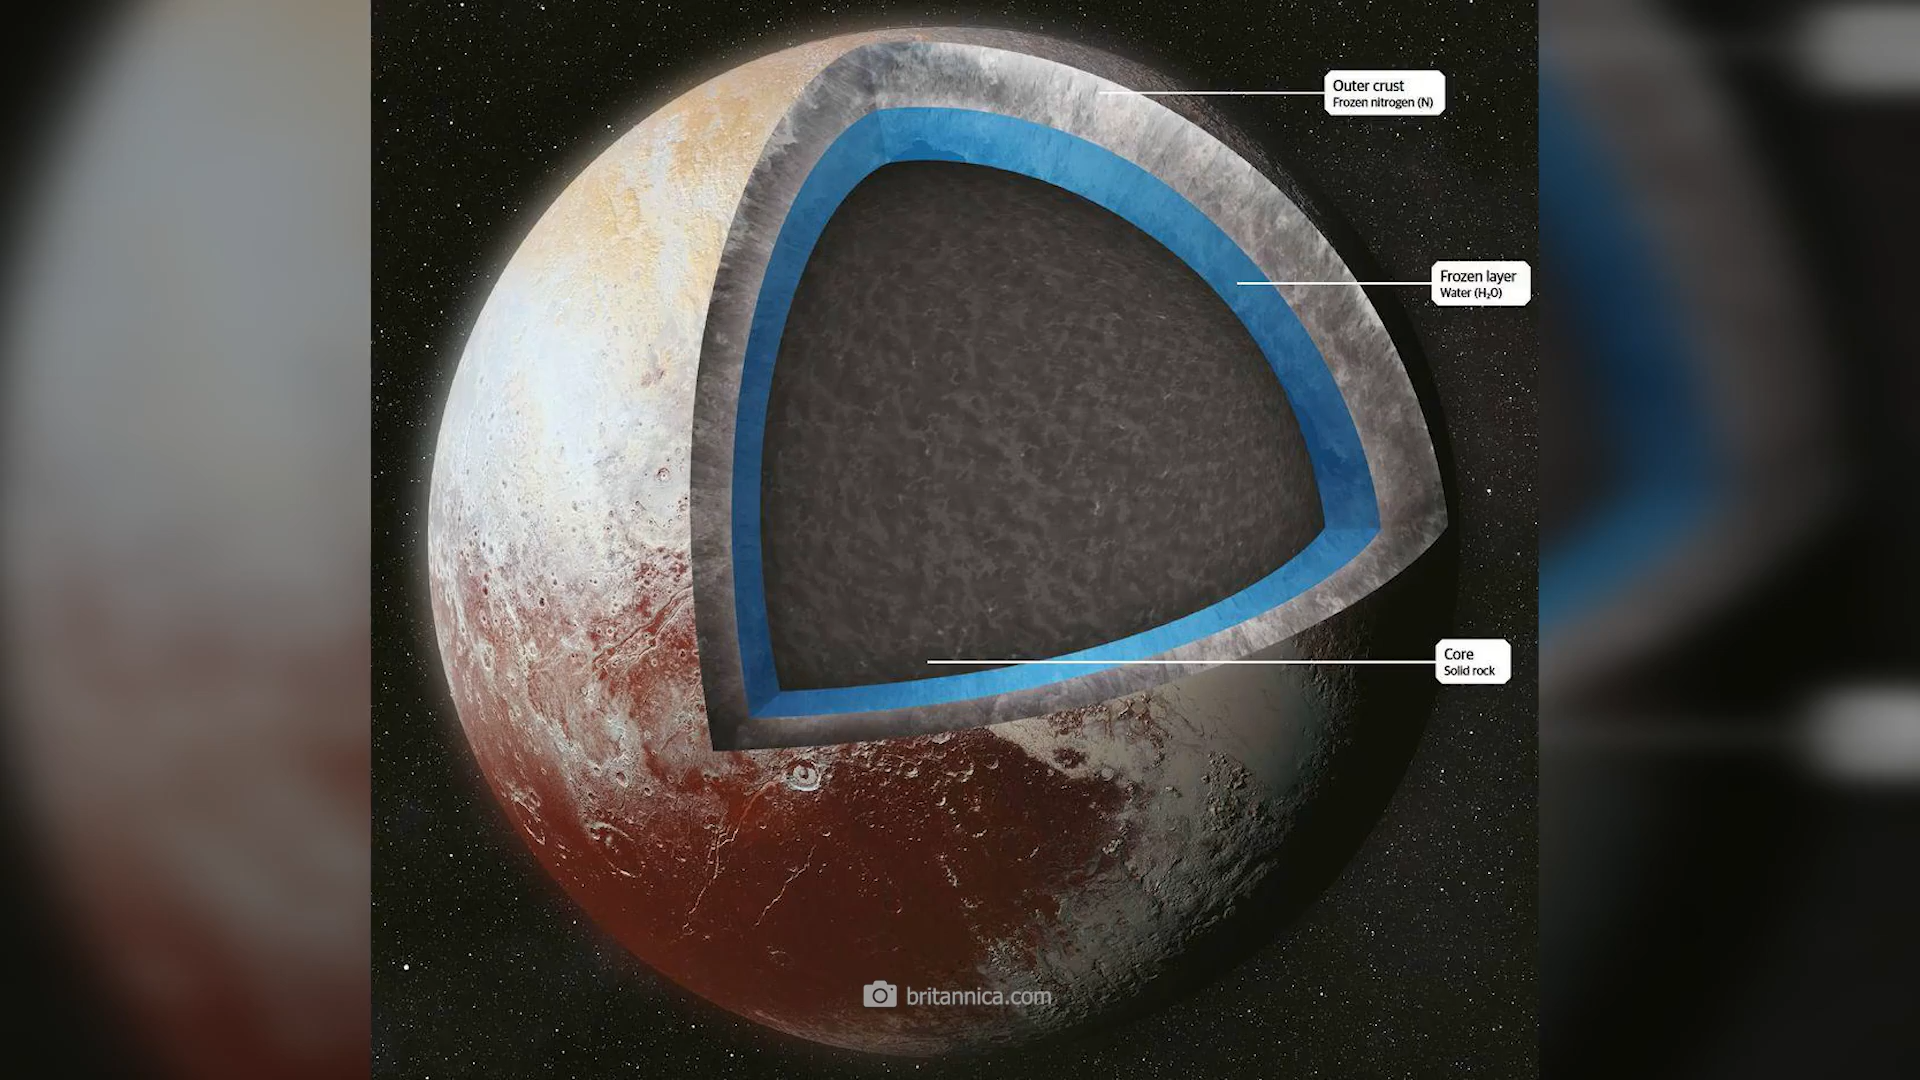 Outer crust
Frozen nitrogen (N)
Frozen layer
Water (H₂O)
Core
Solid rock
britannica.com